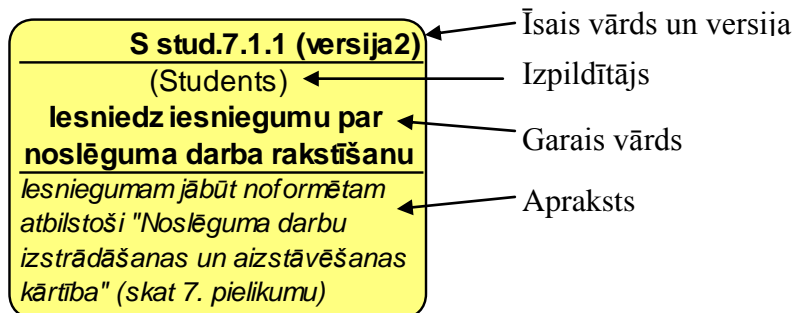 S stud.7.1.1 (versija2)
(Students)
Iesniedz iesniegumu par
noslēguma darba rakstīšanu
Iesniegumam jābūt noformētam
atbilstoši "Noslēguma darbu
izstrādāšanas un aizstāvēšanas
kārtība" (skat 7. pielikumu)
Īsais vārds un versija
Izpildītājs
Garais vārds
Apraksts